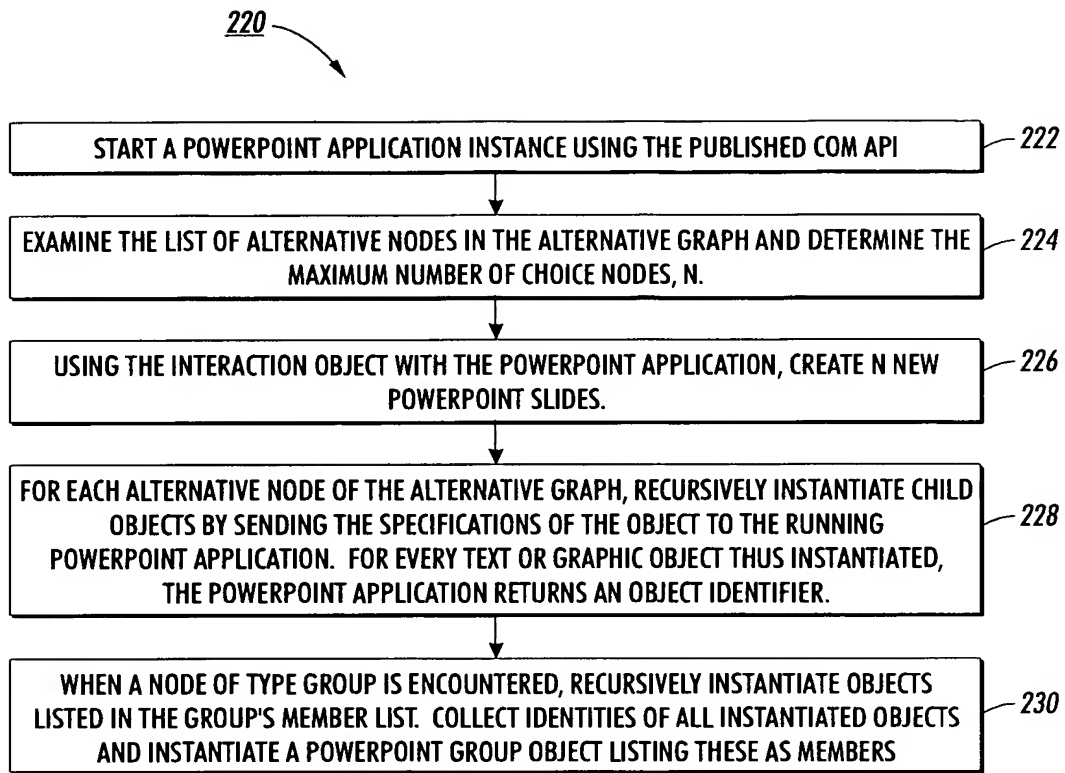 220
START A POWERPOINT APPLICATION INSTANCE USING THE PUBLISHED COM API
222
EXAMINE THE LIST OF ALTERNATIVE NODES IN THE ALTERNATIVE GRAPH AND DETERMINE THE
MAXIMUM NUMBER OF CHOICE NODES, N.
224
USING THE INTERACTION OBJECT WITH THE POWERPOINT APPLICATION, CREATE N NEW
POWERPOINT SLIDES.
226
FOR EACH ALTERNATIVE NODE OF THE ALTERNATIVE GRAPH, RECURSIVELY INSTANTIATE CHILD
OBJECTS BY SENDING THE SPECIFICATIONS OF THE OBJECT TO THE RUNNING
POWERPOINT APPLICATION. FOR EVERY TEXT OR GRAPHIC OBJECT THUS INSTANTIATED,
THE POWERPOINT APPLICATION RETURNS AN OBJECT IDENTIFIER.
228
WHEN A NODE OF TYPE GROUP IS ENCOUNTERED, RECURSIVELY INSTANTIATE OBJECTS
LISTED IN THE GROUP'S MEMBER LIST. COLLECT IDENTITIES OF ALL INSTANTIATED OBJECTS
AND INSTANTIATE A POWERPOINT GROUP OBJECT LISTING THESE AS MEMBERS
230